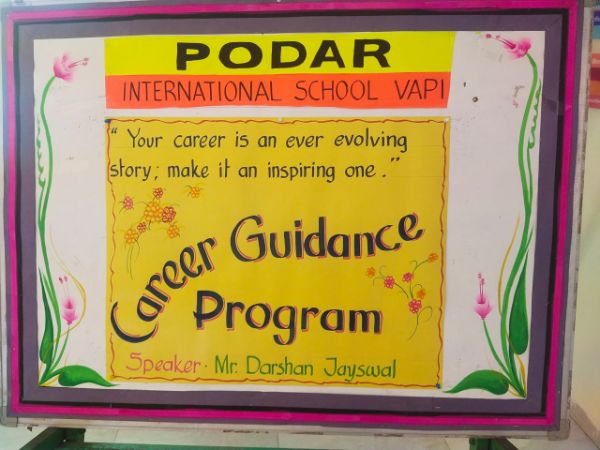 PODAR
INTERNATIONAL SCHOOL VAPI
“ Your career is an ever evolving
story; make it an inspiring one.”
Career Guidance
Program
Speaker. Mr. Darshan Jayswal